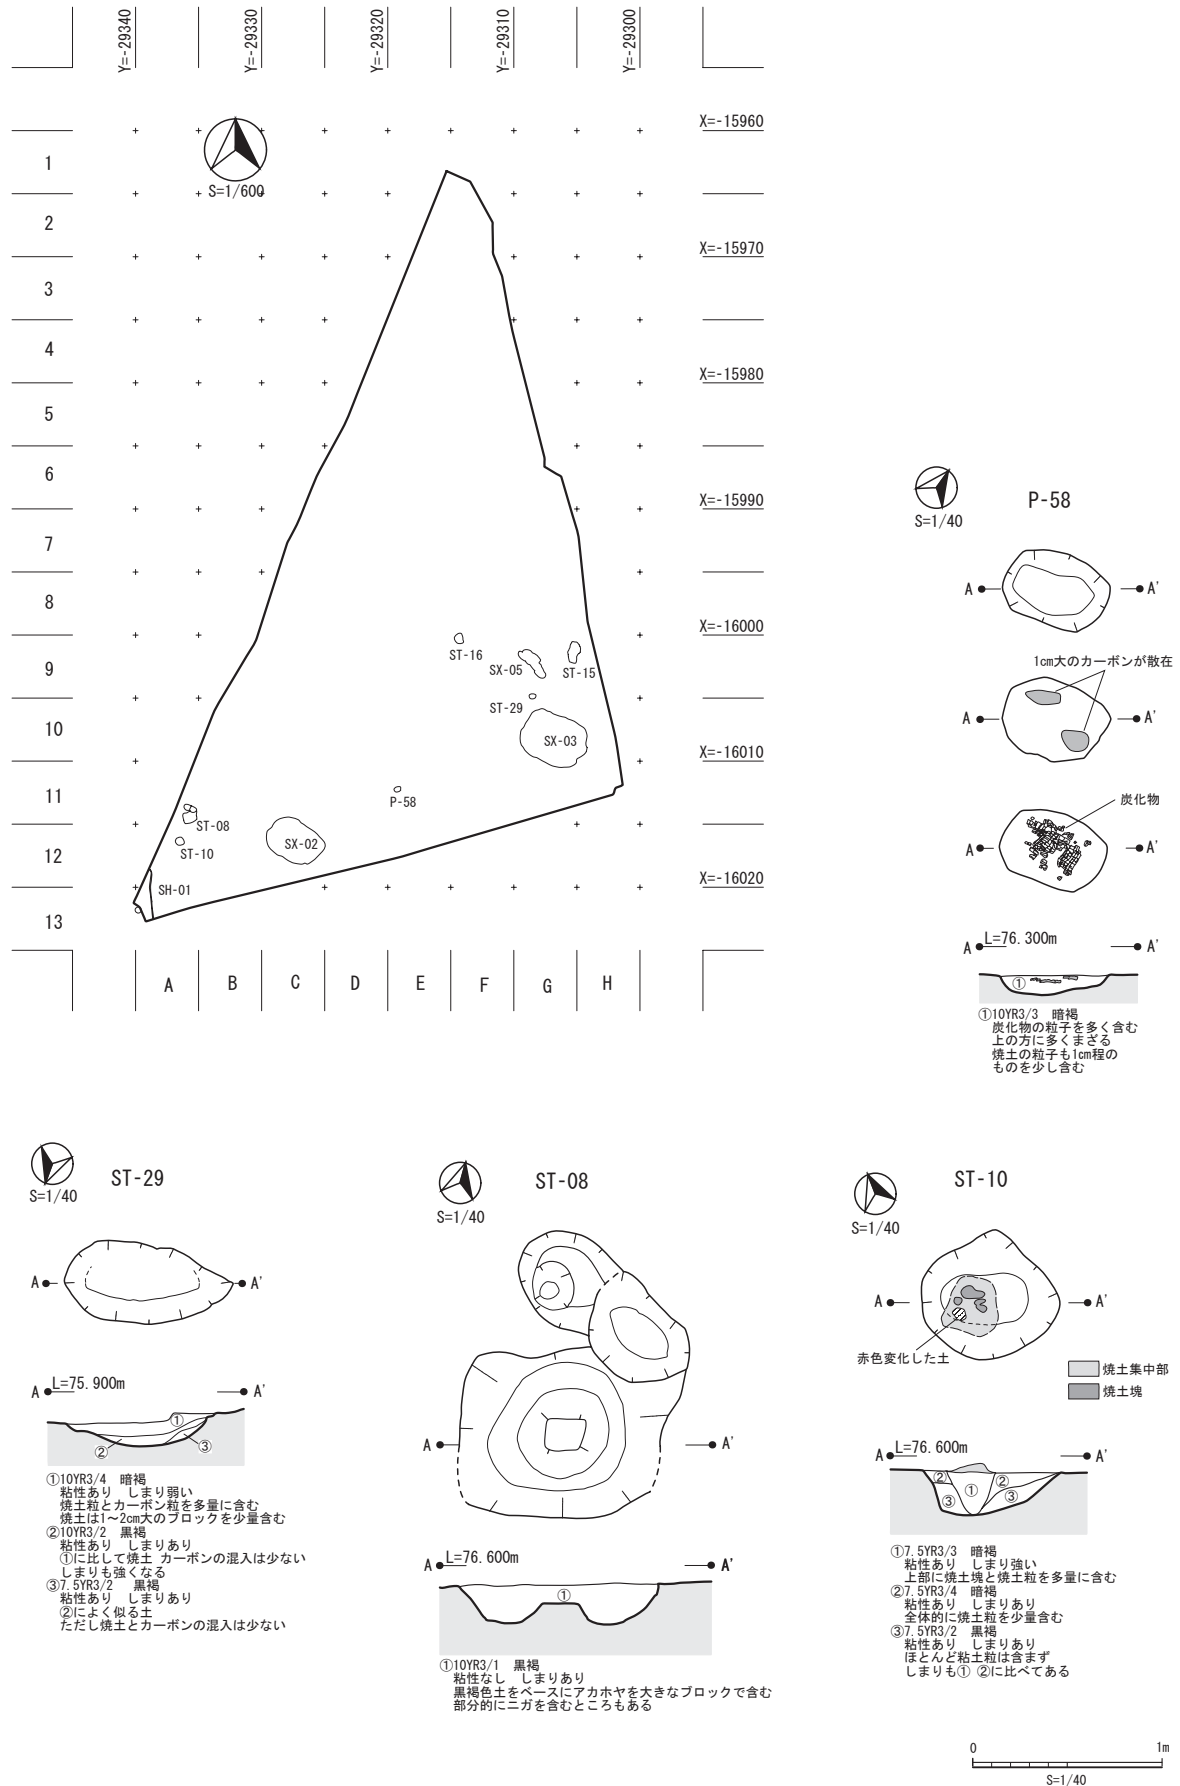 Y=-29340
Y=-29330
Y=-29320
Y=-29310
Y=-29300
X=-15960
X=-15970
X=-15980
X=-15990
X=-16000
X=-16010
X=-16020
S=1/600
1
2
3
4
5
6
7
8
9
10
11
12
13
A
B
C
D
E
F
G
H
ST-16
SX-05
ST-15
ST-29
SX-03
P-58
ST-08
ST-10
SX-02
SH-01
S=1/40
P-58
A
A'
1cm大のカーボンが散在
A
A'
炭化物
A
A'
A
L=76.300m
A'
①
①10YR3/3 暗褐
炭化物の粒子を多く含む
上の方に多くまざる
焼土の粒子も1cm程の
ものを少し含む
S=1/40
ST-29
A
A'
A
L=75.900m
A'
①
②
③
①10YR3/4 暗褐
粘性あり しまり弱い
焼土粒とカーボン粒を多量に含む
焼土は1～2cm大のブロックを少量含む
②10YR3/2 黒褐
粘性あり しまりあり
①に比して焼土 カーボンの混入は少ない
しまりも強くなる
③7.5YR3/2 黒褐
粘性あり しまりあり
②によく似る土
ただし焼土とカーボンの混入は少ない
S=1/40
ST-08
A
A'
A
L=76.600m
A'
①
①10YR3/1 黒褐
粘性なし しまりあり
黒褐色土をベースにアカホヤを大きなブロックで含む
部分的にニガを含むところもある
S=1/40
ST-10
A
A'
赤色変化した土
焼土集中部
焼土塊
A
L=76.600m
A'
②
①
②
③
③
①7.5YR3/3 暗褐
粘性あり しまり強い
上部に焼土塊と焼土粒を多量に含む
②7.5YR3/4 暗褐
粘性あり しまりあり
全体的に焼土粒を少量含む
③7.5YR3/2 黒褐
粘性あり しまりあり
ほとんど粘土粒は含まず
しまりも① ②に比べてある
0
1m
S=1/40